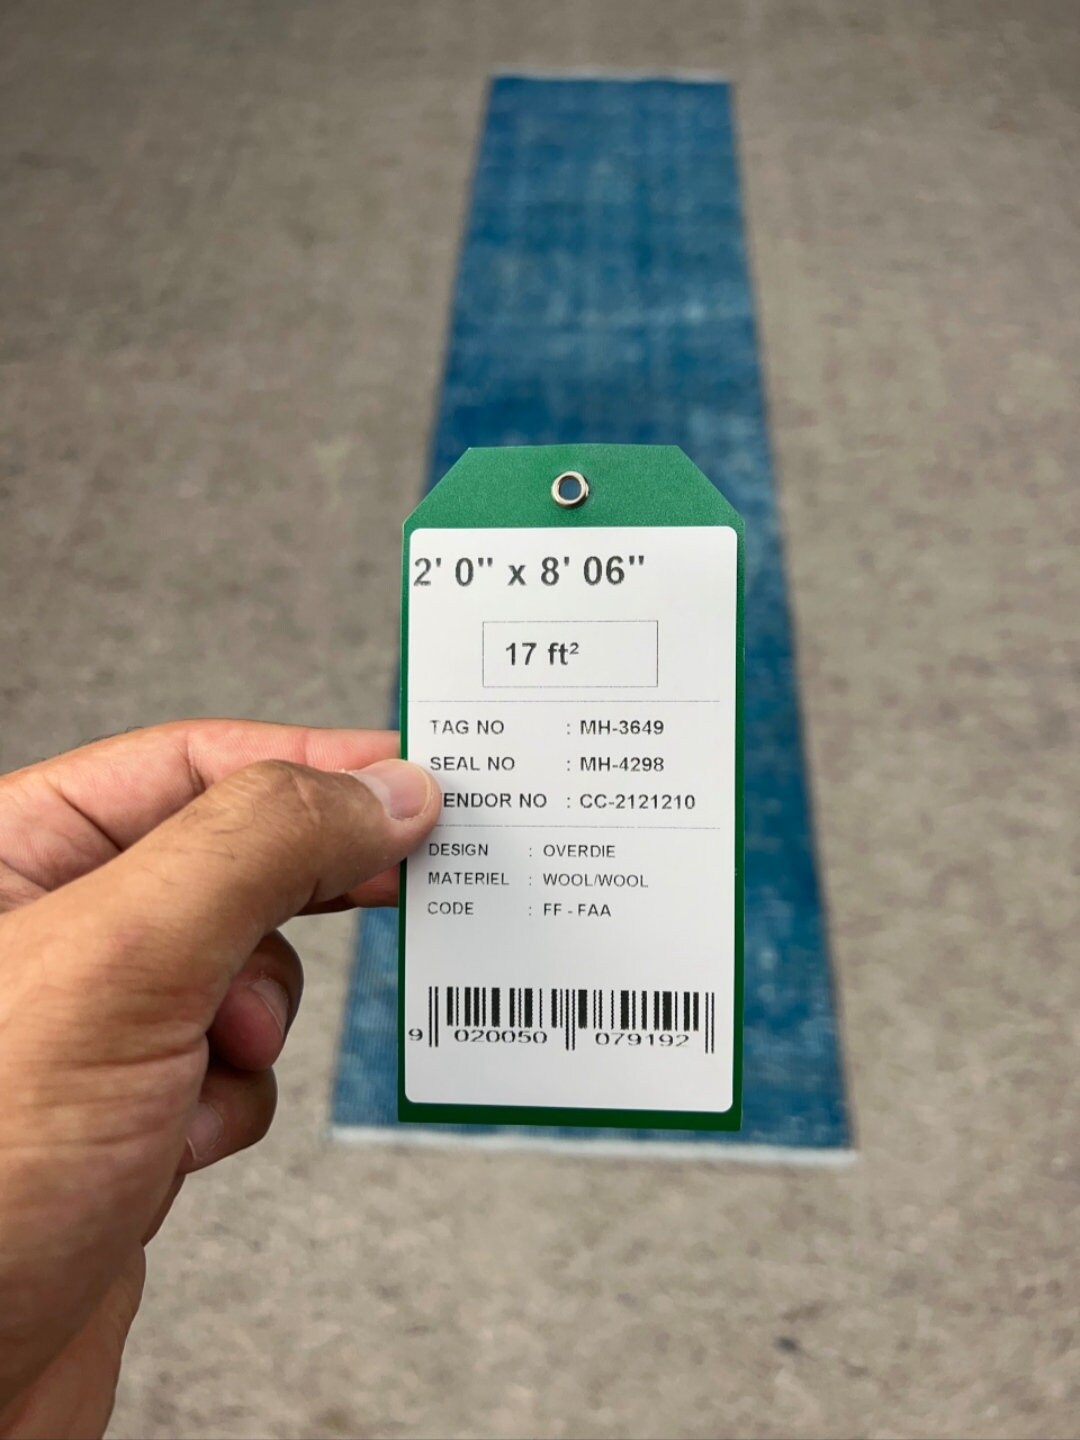 2' 0" x 8' 06"
17 ft²
TAG NO : MH-3649
SEAL NO : MH-4298
ENDOR NO : CC-2121210
DESIGN : OVERDIE
MATERIEL : WOOL/WOOL
CODE : FF - FAA
9 020050 079192